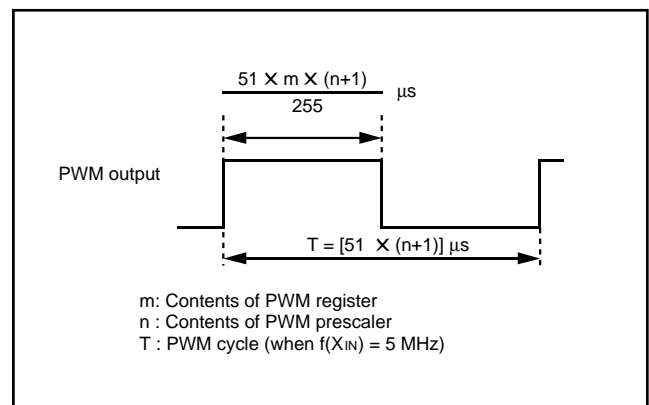 51 X m X (n+1)
255
μs
PWM output
T = [51 X (n+1)] μs
m: Contents of PWM register
n : Contents of PWM prescaler
T : PWM cycle (when f(XIN) = 5 MHz)